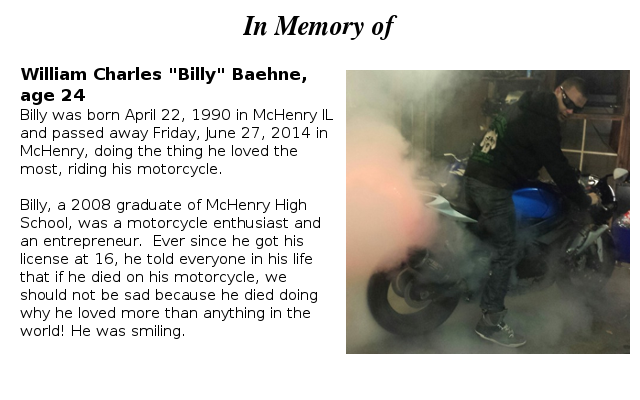 In Memory of
William Charles "Billy" Baehne,
age 24
Billy was born April 22, 1990 in McHenry IL
and passed away Friday, June 27, 2014 in
McHenry, doing the thing he loved the
most, riding his motorcycle.
Billy, a 2008 graduate of McHenry High
School, was a motorcycle enthusiast and
an entrepreneur.  Ever since he got his
license at 16, he told everyone in his life
that if he died on his motorcycle, we
should not be sad because he died doing
why he loved more than anything in the
world! He was smiling.